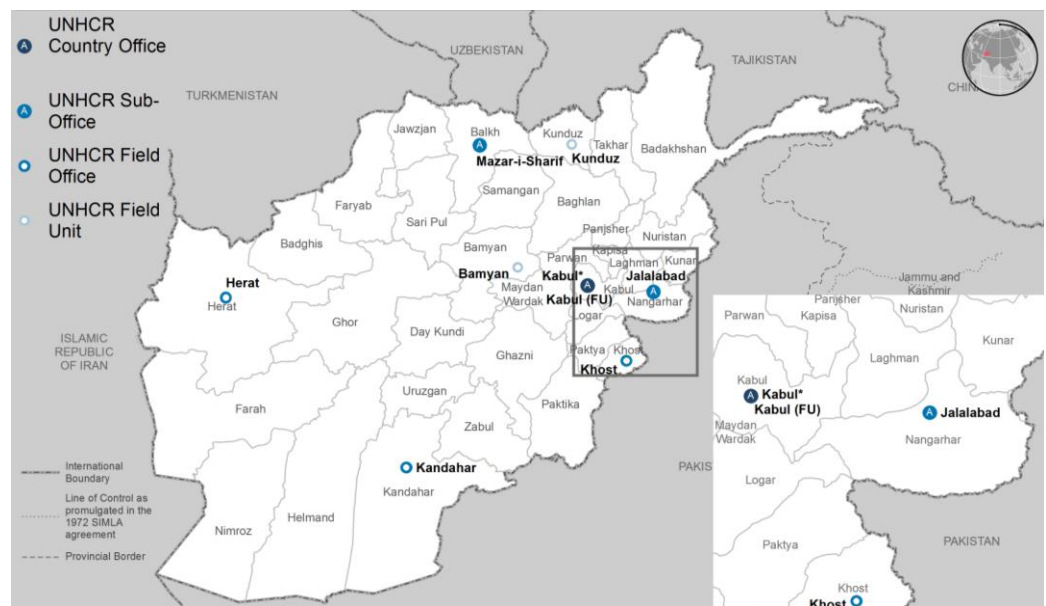 UNHCR
Country Office
UNHCR Sub-
Office
UNHCR Field
Office
UNHCR Field
Unit
UZBEKISTAN
TAJIKISTAN
CHINA
TURKMENISTAN
Jawzjan
Balkh
Mazar-i-Sharif
Kunduz
Kunduz
Takhar
Badakhshan
Samangan
Baghlan
Faryab
Sari Pul
Panjsher
Badghis
Bamyan
Bamyan
Parwan
Kapisa
Nuristan
Laghman
Kunar
Kabul*
Kabul (FU)
Kabul
Jalalabad
Nangarhar
Herat
Herat
Maydan
Wardak
Logar
Ghor
Day Kundi
Ghazni
Paktya
Khost
Khost
ISLAMIC
REPUBLIC
OF IRAN
Farah
Uruzgan
Paktika
Zabul
Kandahar
Kandahar
Helmand
Nimroz
PAKIS
Jammu and
Kashmir
Parwan
Panjsher
Kapisa
Nuristan
Kunar
Laghman
Kabul
Kabul*
Kabul (FU)
Jalalabad
Maydan
Wardak
Nangarhar
Logar
Paktya
PAKISTAN
Khost
Khost
International
Boundary
Line of Control as
promulgated in the
1972 SIMLA
agreement
Provincial Border